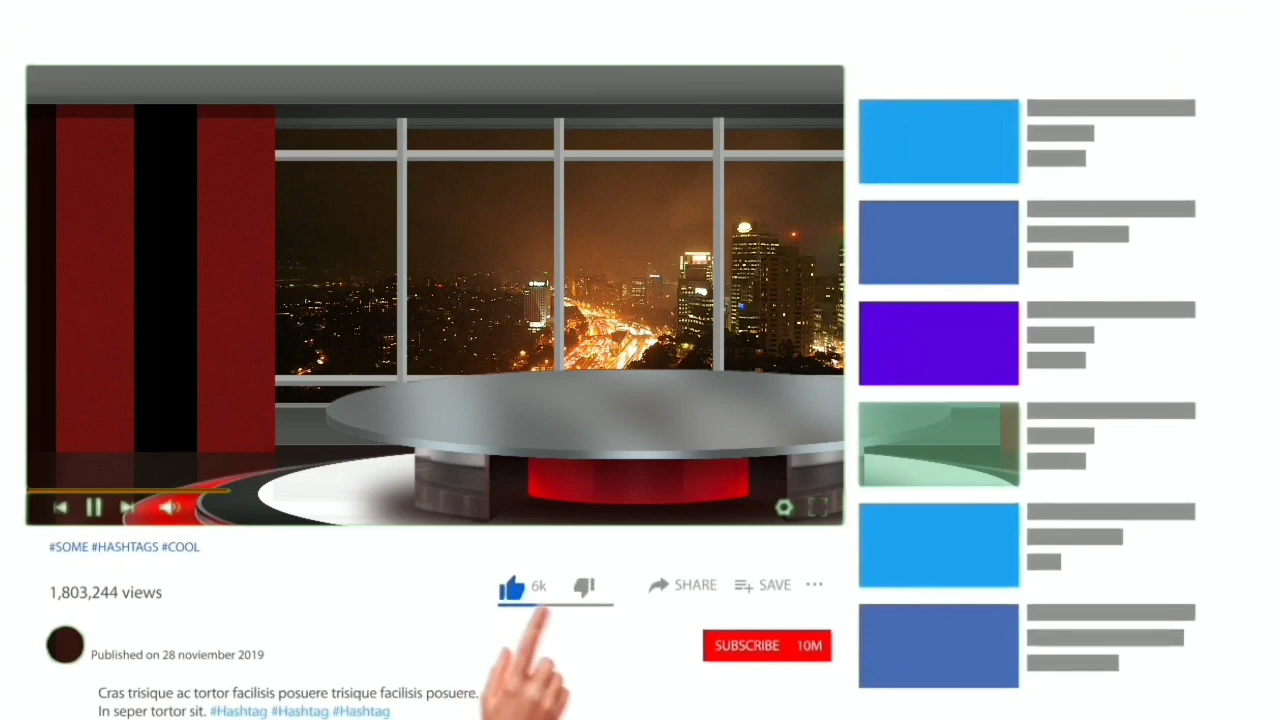 #SOME #HASHTAGS #COOL
1,803,244 views
6k
SHARE
SAVE
SUBSCRIBE 10M
Published on 28 noviember 2019
Cras trisique ac tortor facilisis posuere trisique facilisis posuere.
In seper tortor sit. #Hashtag #Hashtag #Hashtag